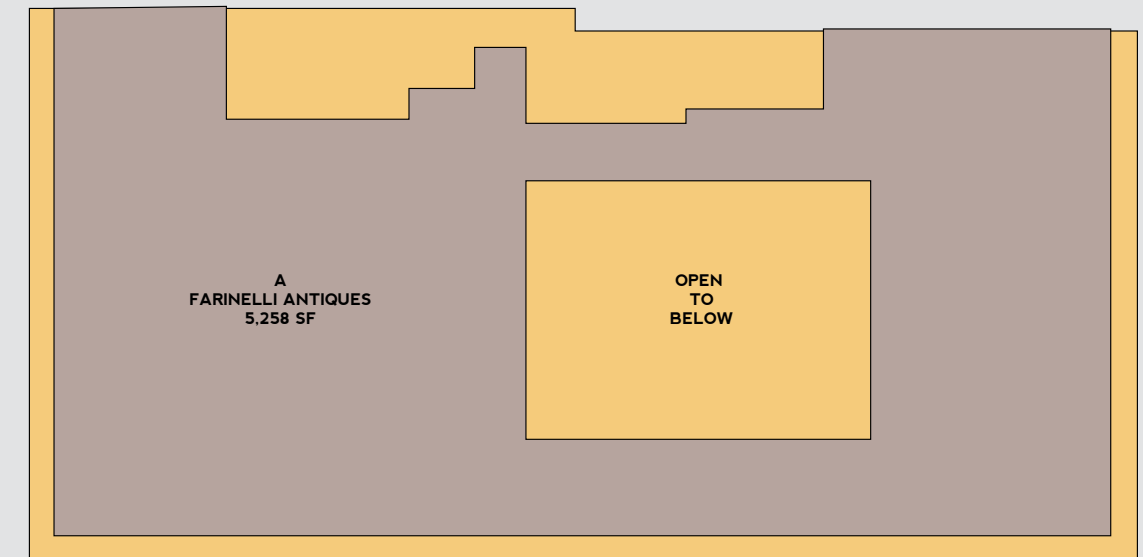 A
FARINELLI ANTIQUES
5,258 SF
OPEN
TO
BELOW